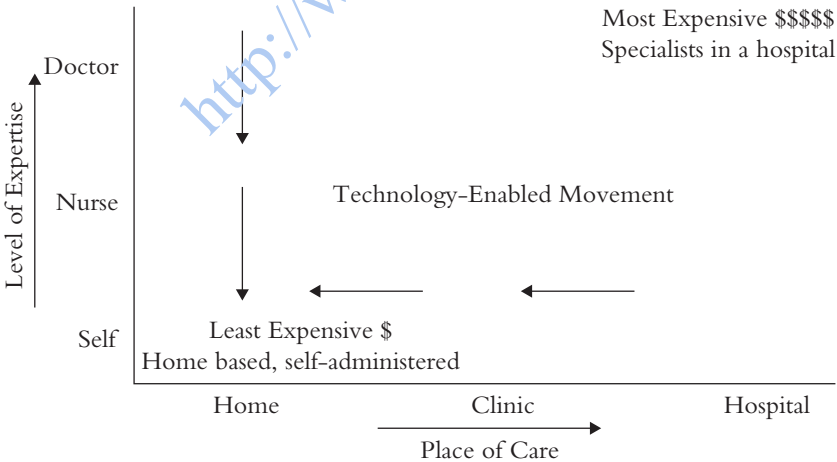 Most Expensive $$$$$
Specialists in a hospital
Doctor
Level of Expertise
http://w
Nurse
Technology-Enabled Movement
Self
Least Expensive $
Home based, self-administered
Home
Clinic
Hospital
Place of Care